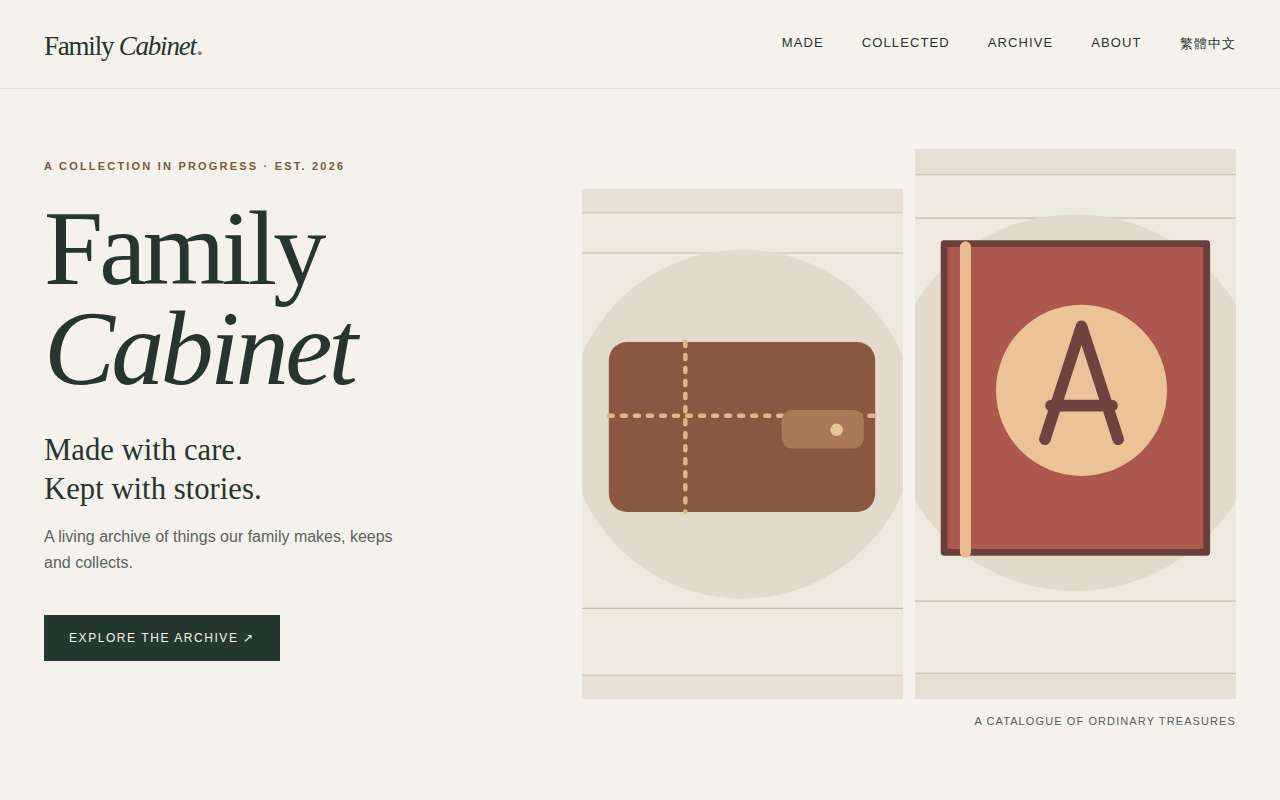 Family Cabinet.
MADE
COLLECTED
ARCHIVE
ABOUT
繁體中文
A COLLECTION IN PROGRESS · EST. 2026
Family
Cabinet
Made with care.
Kept with stories.
A living archive of things our family makes, keeps
and collects.
EXPLORE THE ARCHIVE ↗
A
A CATALOGUE OF ORDINARY TREASURES